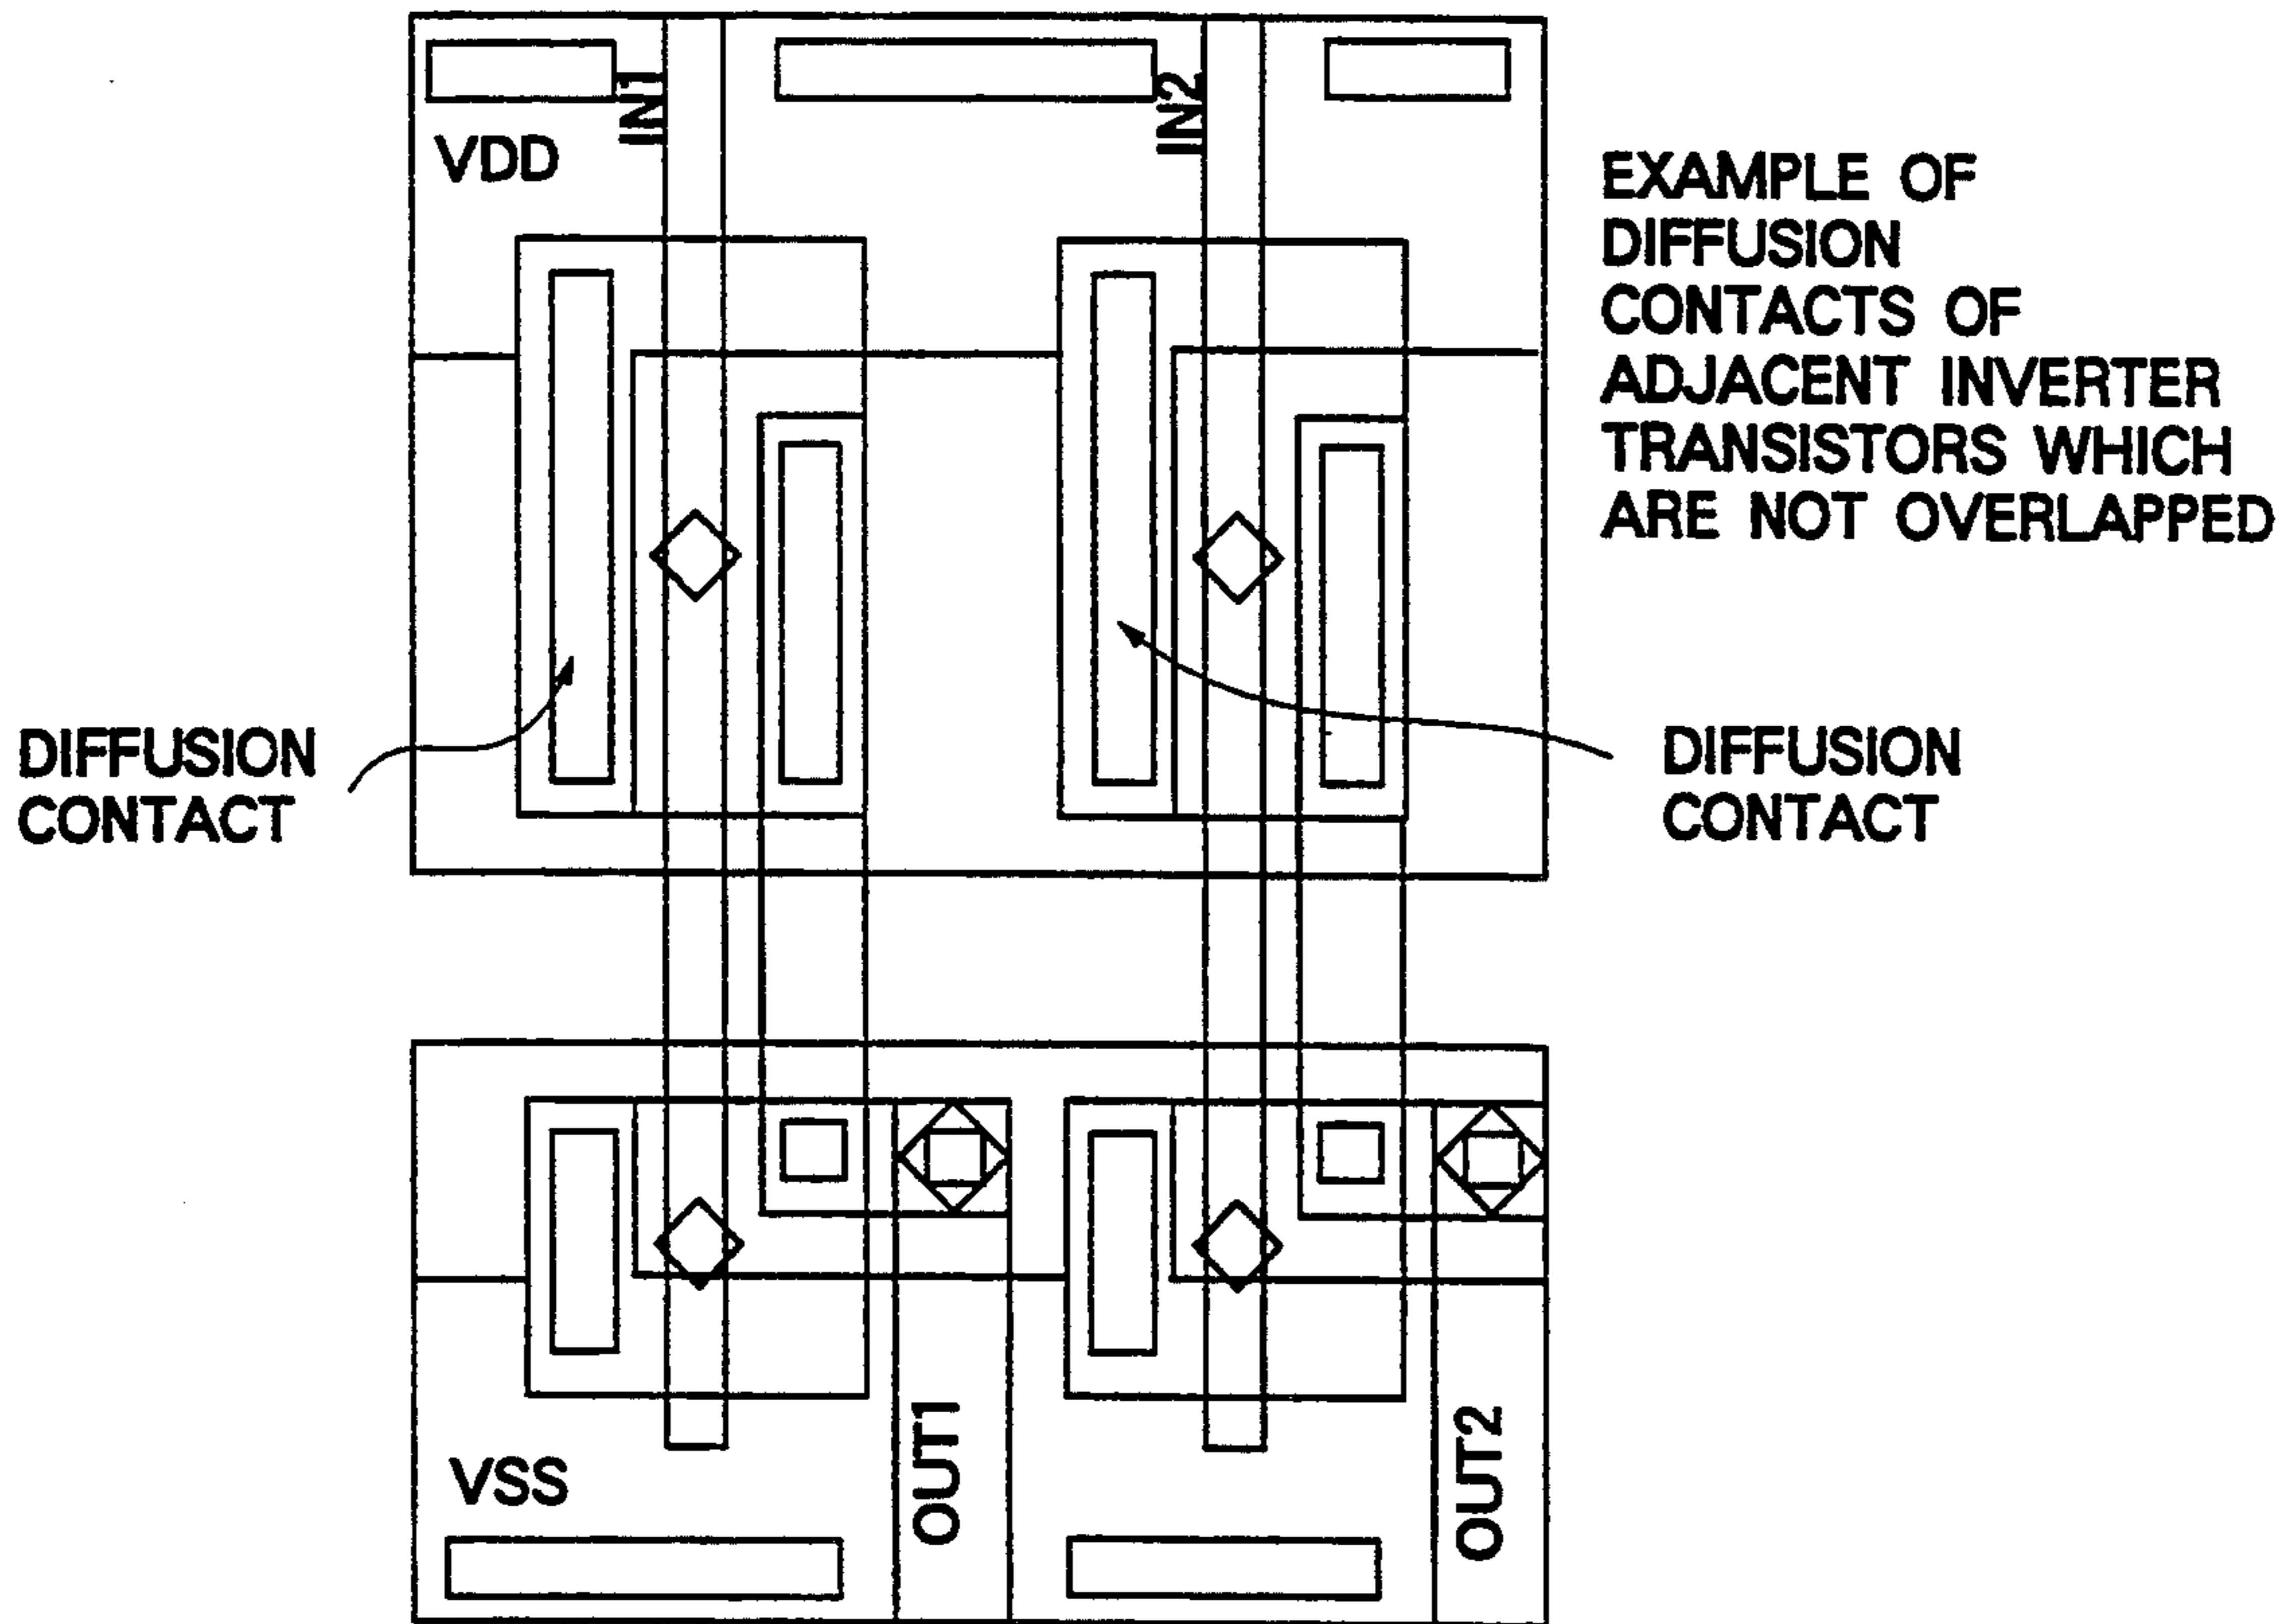 IN1
IN2
VDD
EXAMPLE OF
DIFFUSION
CONTACTS OF
ADJACENT INVERTER
TRANSISTORS WHICH
ARE NOT OVERLAPPED
DIFFUSION
CONTACT
DIFFUSION
CONTACT
VSS
OUT1
OUT2